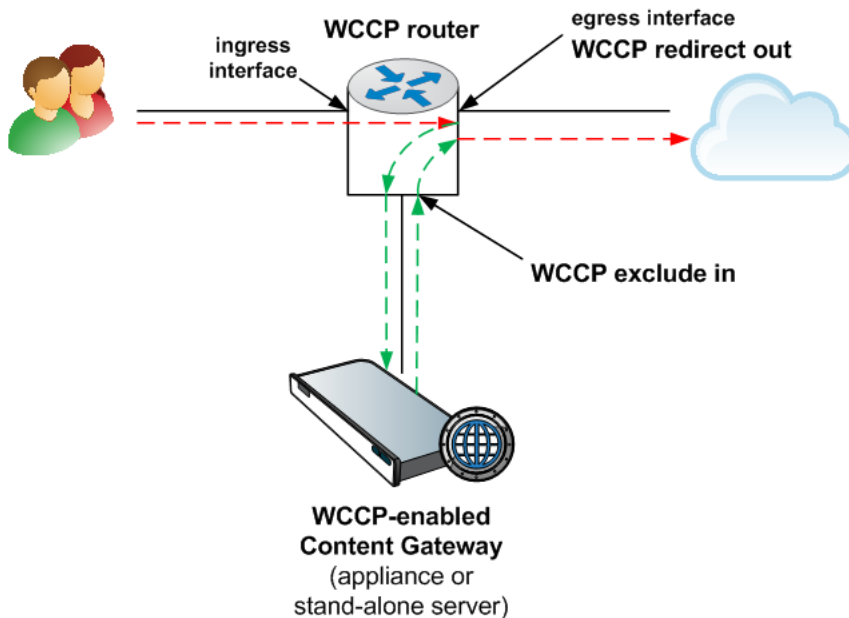 WCCP router
ingress
interface
egress interface
WCCP redirect out
WCCP exclude in
WCCP-enabled
Content Gateway
(appliance or
stand-alone server)